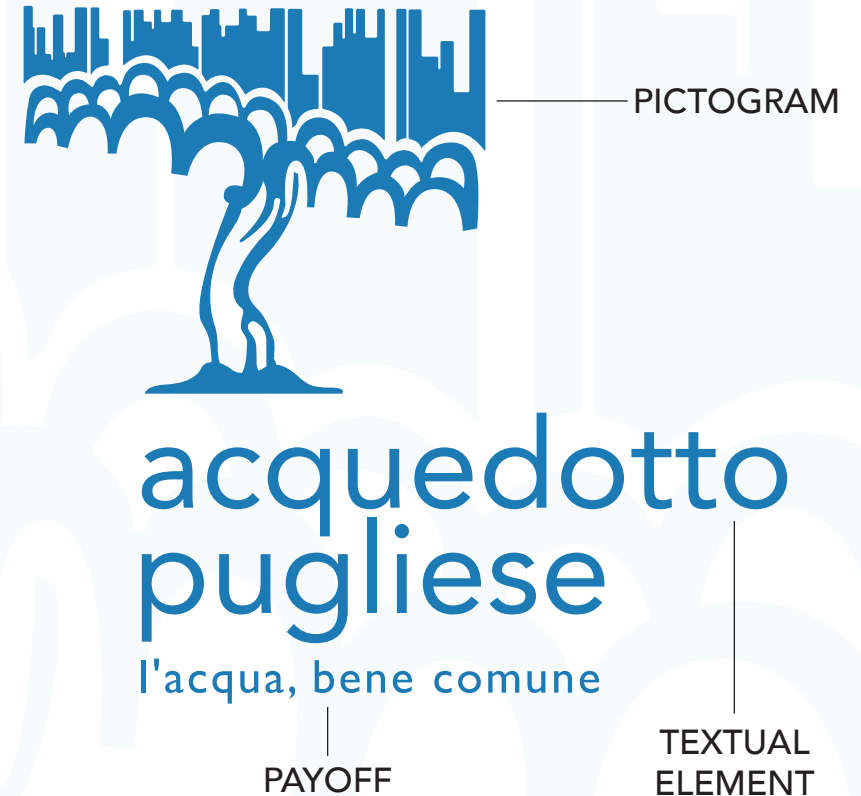 PICTOGRAM
acquedotto
pugliese
l'acqua, bene comune
PAYOFF
TEXTUAL
ELEMENT